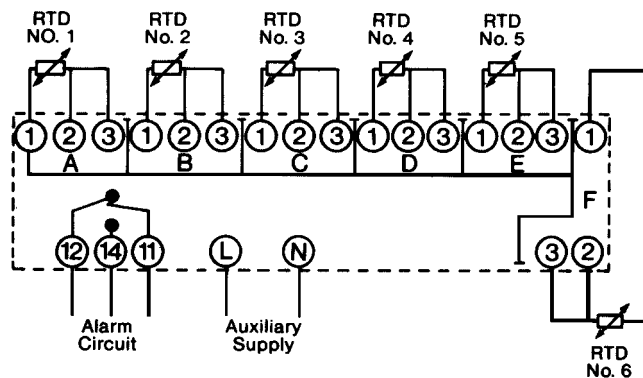 RTD NO. 1
RTD No. 2
RTD No. 3
RTD No. 4
RTD No. 5
1 2 3 1 2 3 1 2 3 1 2 3 1 2 3 1
A B C D E F
12 14 11 L N 3 2
Alarm Circuit
Auxiliary Supply
RTD No. 6